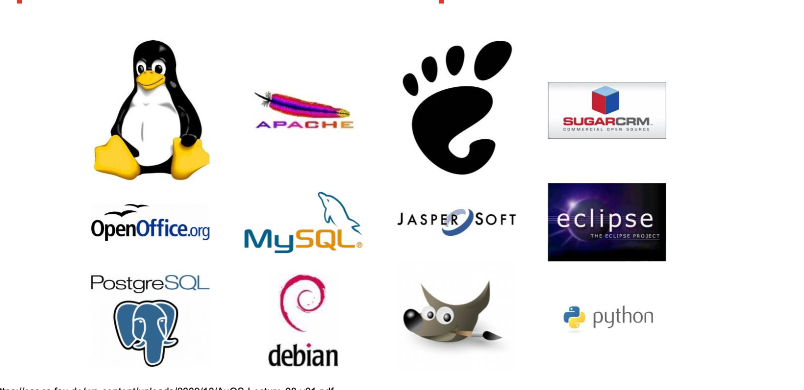 APACHE
SUGARCRM.
COMMERCIAL OPEN SOURCE
OpenOffice.org
MySQL®
JASPERSOFT
eclipse
THE ECLIPSE PROJECT
PostgreSQL
debian
python